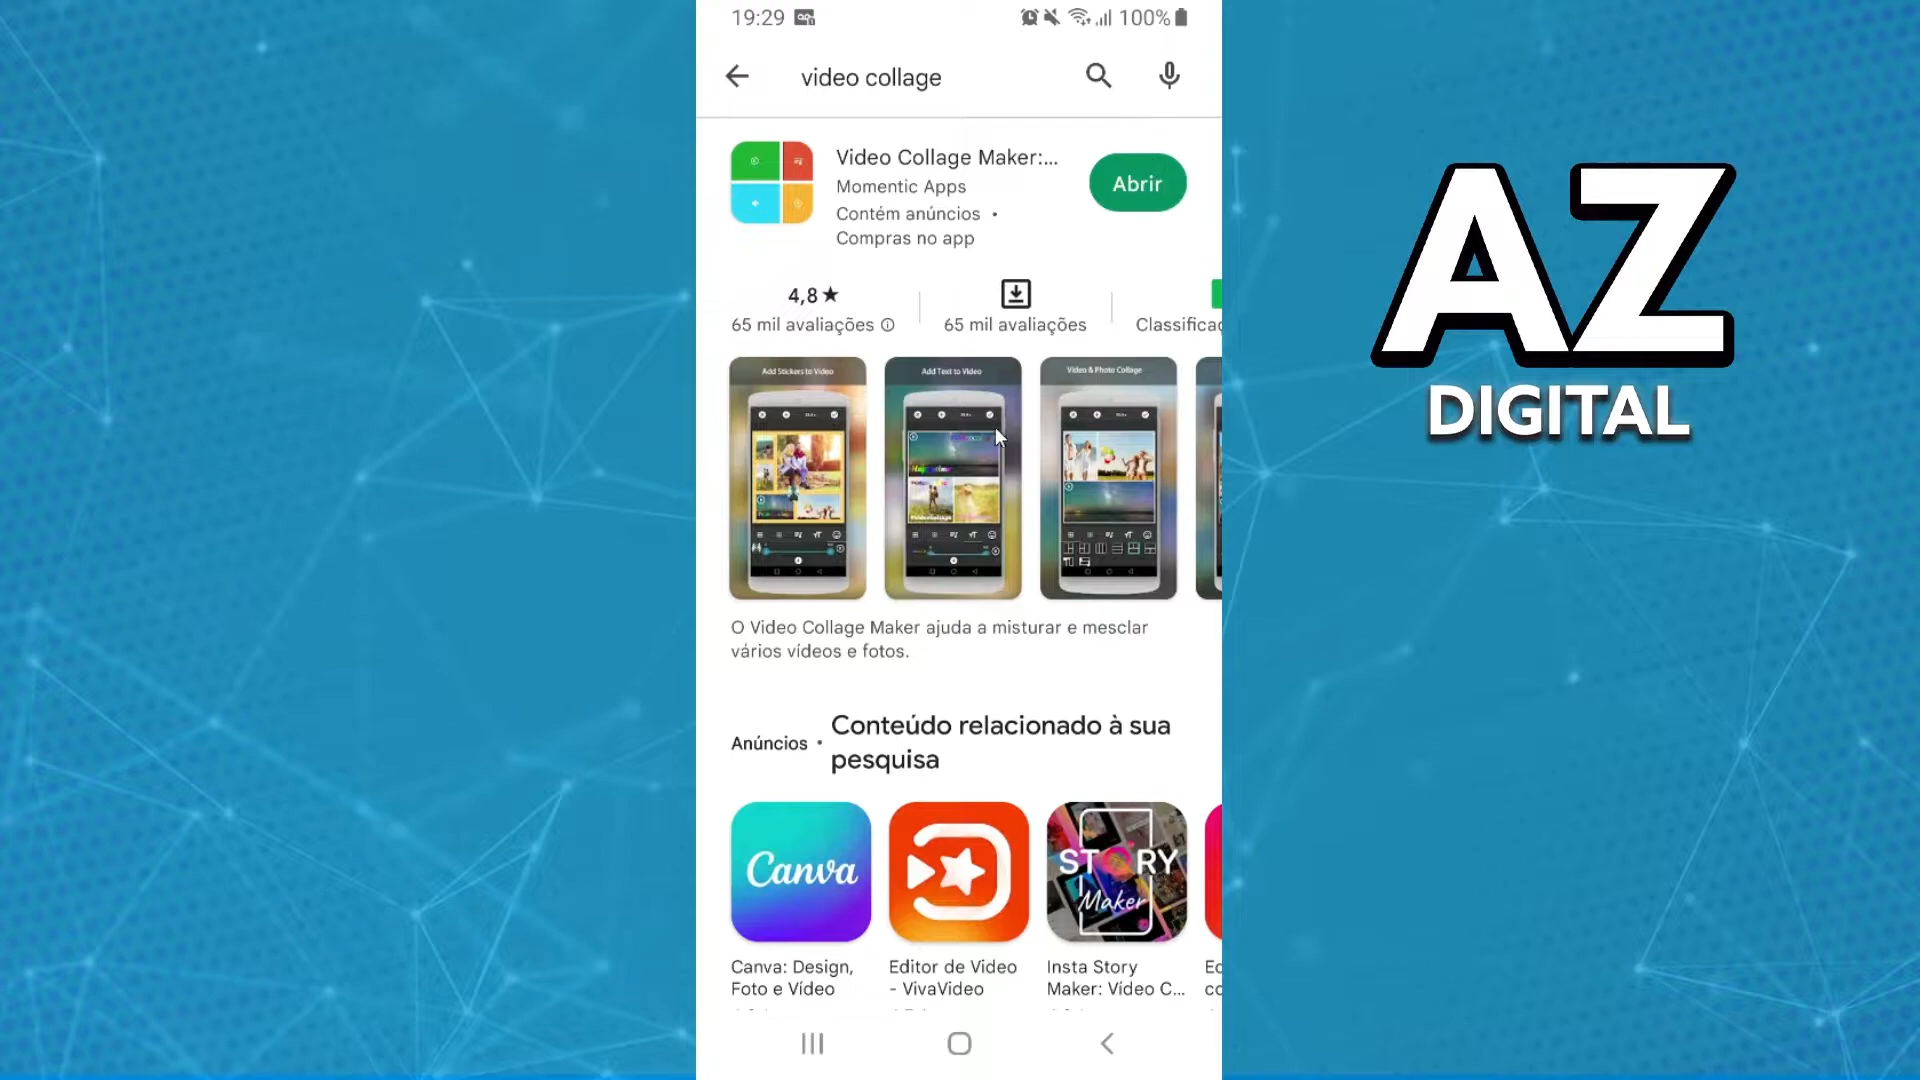 19:29
100%
video collage
Video Collage Maker:...
Momentic Apps
Abrir
Contém anúncios •
Compras no app
4,8★
65 mil avaliações
65 mil avaliações
Classificaç
Add Stickers to Video
Add Text to Video
Video & Photo Collage
O Video Collage Maker ajuda a misturar e mesclar
vários vídeos e fotos.
Anúncios •
Conteúdo relacionado à sua
pesquisa
Canva
STORY
Maker
Canva: Design,
Foto e Vídeo
Editor de Video
- VivaVideo
Insta Story
Maker: Vídeo C...
AZ
DIGITAL